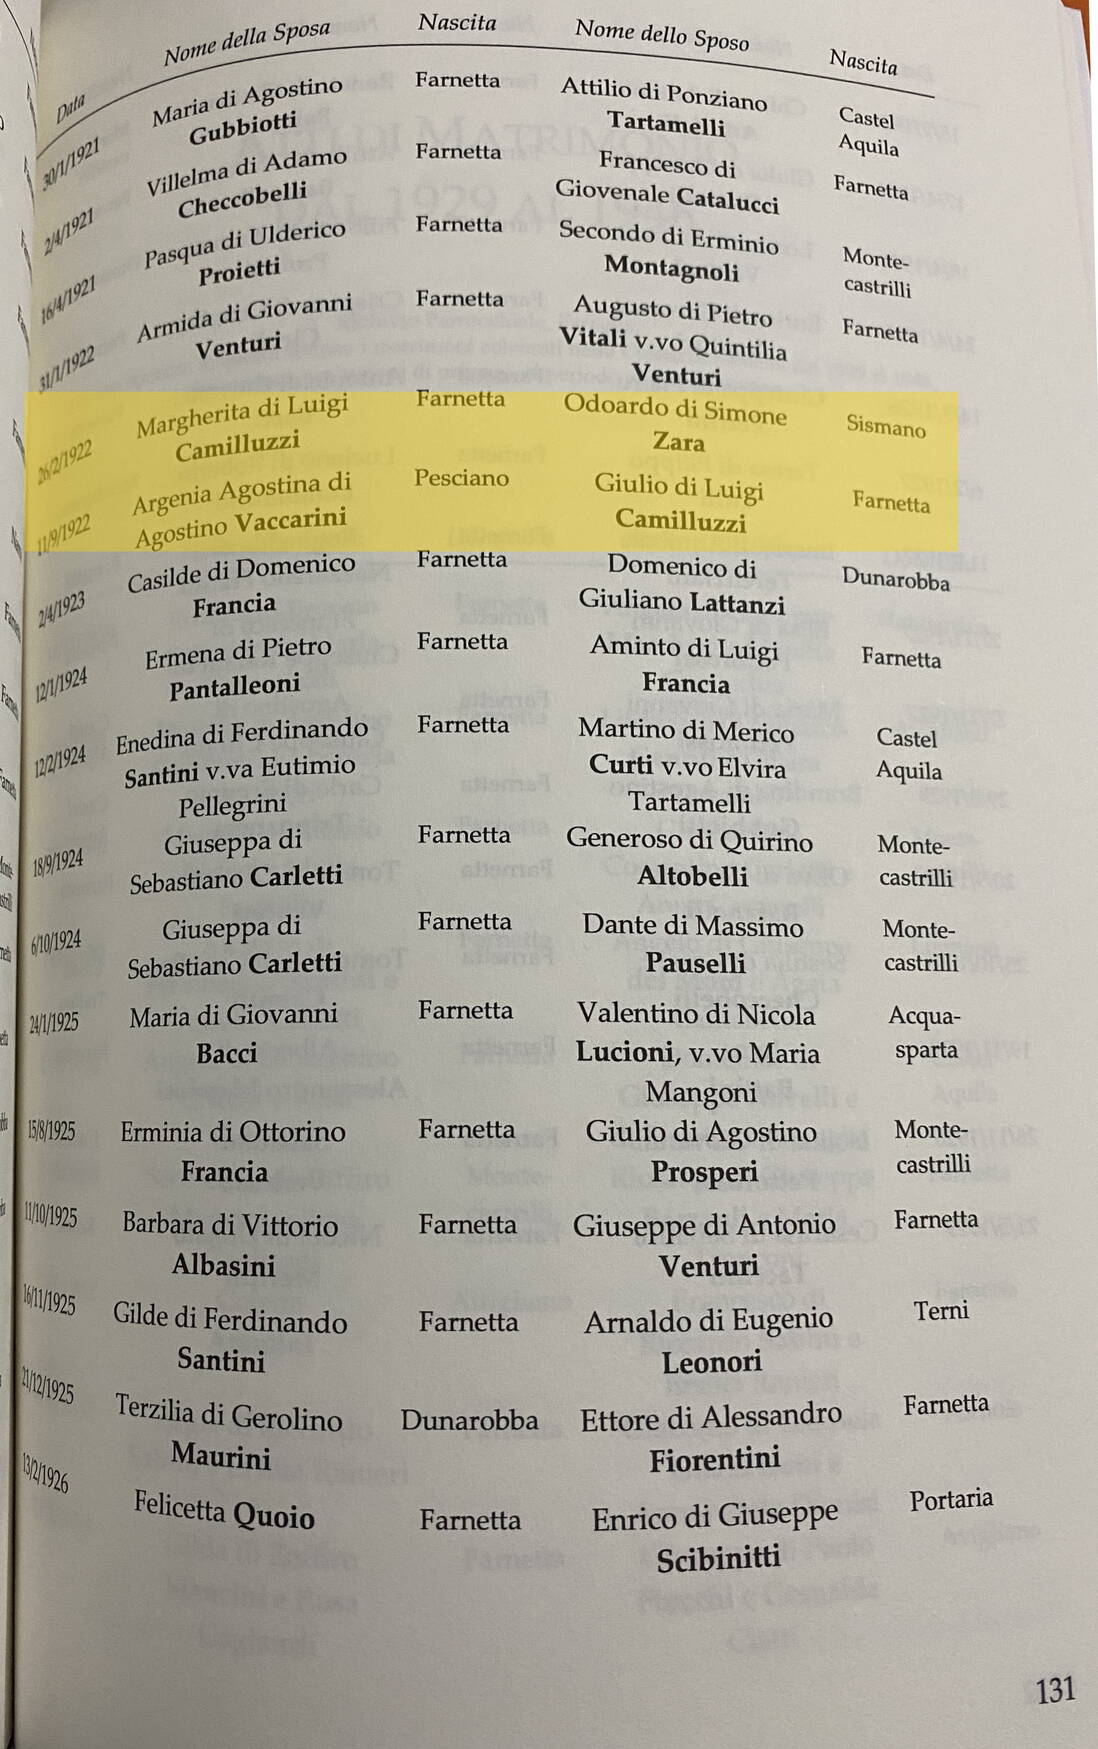 Data Nome della Sposa Nascita Nome dello Sposo Nascita
30/1/1921 Maria di Agostino Farnetta Attilio di Ponziano Castel
Gubbiotti Tartamelli Aquila
2/4/1921 Villelma di Adamo Farnetta Francesco di Farnetta
Checcobelli Giovenale Catalucci
16/4/1921 Pasqua di Ulderico Farnetta Secondo di Erminio Monte-
Proietti Montagnoli castrilli
31/1/1922 Armida di Giovanni Farnetta Augusto di Pietro Farnetta
Venturi Vitali v.vo Quintilia
Venturi
26/2/1922 Margherita di Luigi Farnetta Odoardo di Simone Sismano
Camilluzzi Zara
11/9/1922 Argenia Agostina di Pesciano Giulio di Luigi Farnetta
Agostino Vaccarini Camilluzzi
2/4/1923 Casilde di Domenico Farnetta Domenico di Dunarobba
Francia Giuliano Lattanzi
12/1/1924 Ermena di Pietro Farnetta Aminto di Luigi Farnetta
Pantalleoni Francia
12/2/1924 Enedina di Ferdinando Farnetta Martino di Merico Castel
Santini v.va Eutimio Curti v.vo Elvira Aquila
Pellegrini Tartamelli
18/9/1924 Giuseppa di Farnetta Generoso di Quirino Monte-
Sebastiano Carletti Altobelli castrilli
6/10/1924 Giuseppa di Farnetta Dante di Massimo Monte-
Sebastiano Carletti Pauselli castrilli
24/1/1925 Maria di Giovanni Farnetta Valentino di Nicola Acqua-
Bacci Lucioni, v.vo Maria sparta
Mangoni
15/8/1925 Erminia di Ottorino Farnetta Giulio di Agostino Monte-
Francia Prosperi castrilli
11/10/1925 Barbara di Vittorio Farnetta Giuseppe di Antonio Farnetta
Albasini Venturi
16/11/1925 Gilde di Ferdinando Farnetta Arnaldo di Eugenio Terni
Santini Leonori
21/12/1925 Terzilia di Gerolino Dunarobba Ettore di Alessandro Farnetta
Maurini Fiorentini
13/2/1926 Felicetta Quoio Farnetta Enrico di Giuseppe Portaria
Scibinitti
131